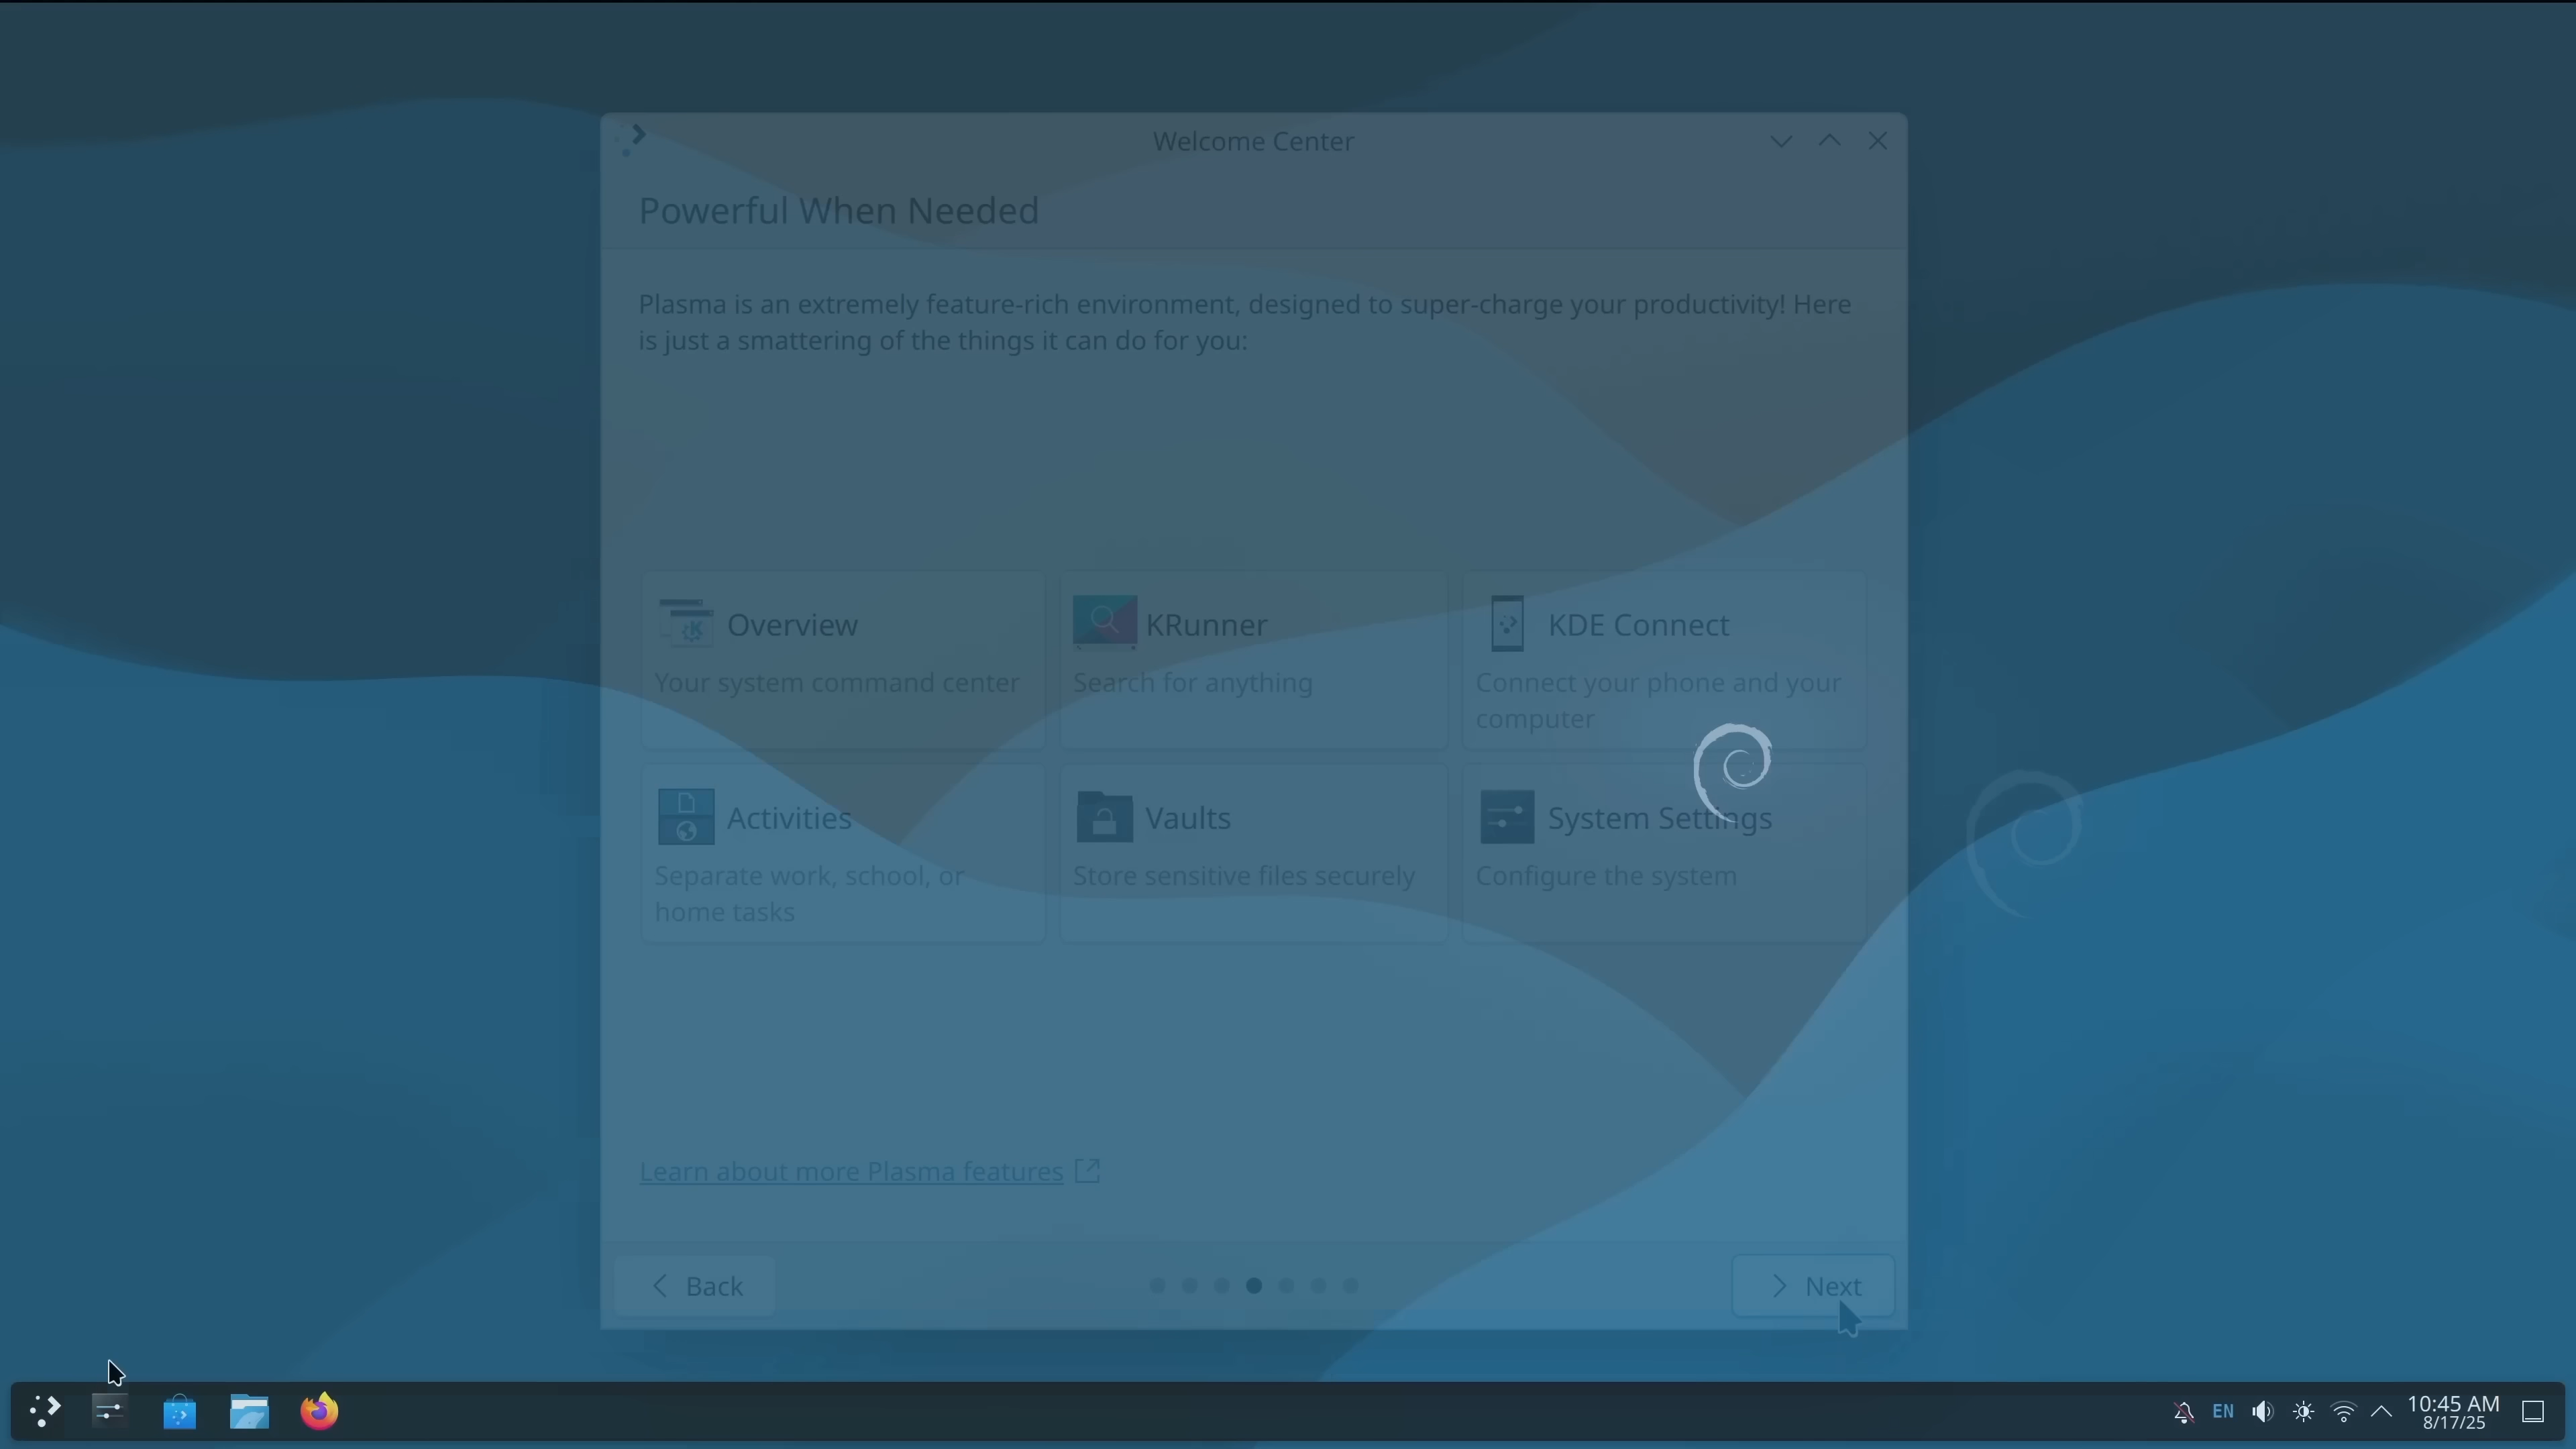 Welcome Center
Powerful When Needed
Plasma is an extremely feature-rich environment, designed to super-charge your productivity! Here
is just a smattering of the things it can do for you:
Overview
Your system command center
KRunner
Search for anything
KDE Connect
Connect your phone and your
computer
Activities
Separate work, school, or
home tasks
Vaults
Store sensitive files securely
System Settings
Configure the system
Learn about more Plasma features
Back
Next
EN
10:45 AM
8/17/25